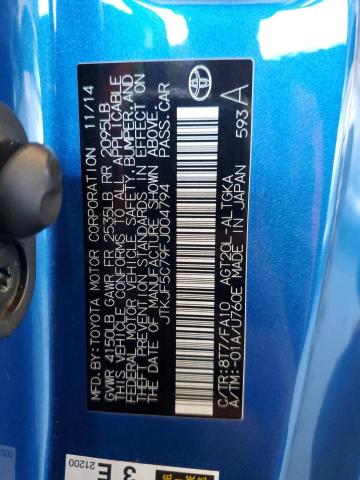 MFD.BY:TOYOTA MOTOR CORPORATION 11/14
GVWR 4150LB GAWR FR 2535LB RR 2095LB
THIS VEHICLE CONFORMS TO ALL APPLICABLE
FEDERAL MOTOR VEHICLE SAFETY, BUMPER, AND
THEFT PREVENTION STANDARDS IN EFFECT ON
THE DATE OF MANUFACTURE SHOWN ABOVE.
JTKJF5C79FJ004794 PASS.CAR
C/TR:8T7/FA10 AGT20L-ALTGKA
A/TM:-01A/U760E MADE IN JAPAN 593 A
21200
E